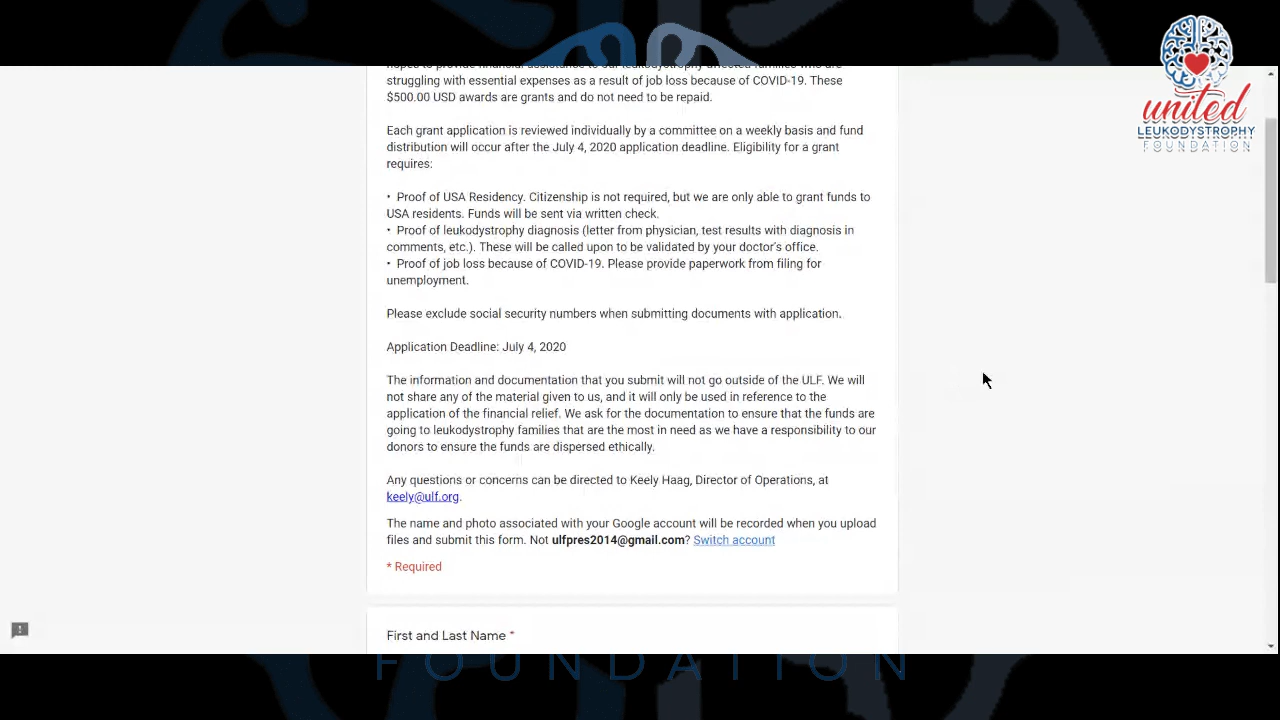 hopes to provide financial assistance to our leukodystrophy affected families who are
struggling with essential expenses as a result of job loss because of COVID-19. These
$500.00 USD awards are grants and do not need to be repaid.
Each grant application is reviewed individually by a committee on a weekly basis and fund
distribution will occur after the July 4, 2020 application deadline. Eligibility for a grant
requires:
• Proof of USA Residency. Citizenship is not required, but we are only able to grant funds to
USA residents. Funds will be sent via written check.
• Proof of leukodystrophy diagnosis (letter from physician, test results with diagnosis in
comments, etc.). These will be called upon to be validated by your doctor's office.
• Proof of job loss because of COVID-19. Please provide paperwork from filing for
unemployment.
Please exclude social security numbers when submitting documents with application.
Application Deadline: July 4, 2020
The information and documentation that you submit will not go outside of the ULF. We will
not share any of the material given to us, and it will only be used in reference to the
application of the financial relief. We ask for the documentation to ensure that the funds are
going to leukodystrophy families that are the most in need as we have a responsibility to our
donors to ensure the funds are dispersed ethically.
Any questions or concerns can be directed to Keely Haag, Director of Operations, at
keely@ulf.org.
The name and photo associated with your Google account will be recorded when you upload
files and submit this form. Not ulfpres2014@gmail.com? Switch account
* Required
First and Last Name *
united
LEUKODYSTROPHY
FOUNDATION
FOUNDATION